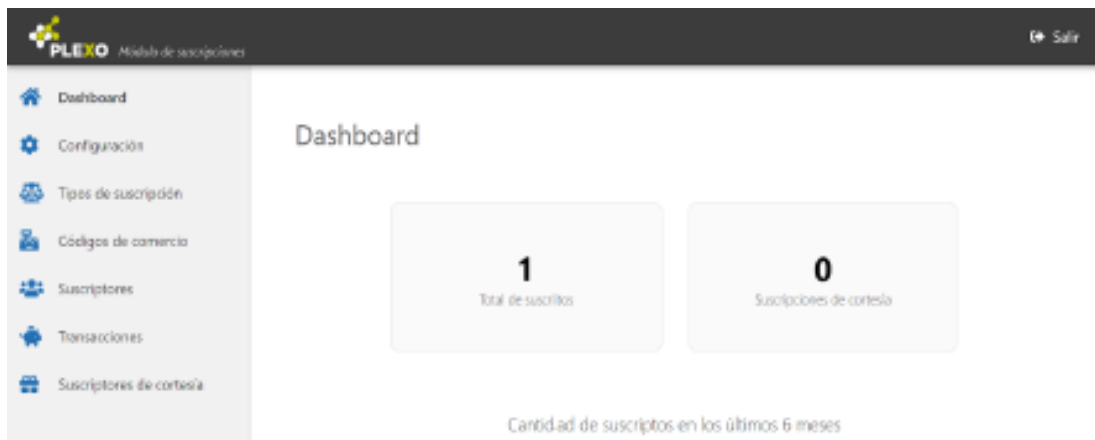 PLEXO Módulo de suscripciones
Salir
Dashboard
Configuración
Tipos de suscripción
Códigos de comercio
Suscriptores
Transacciones
Suscriptores de cortesía
Dashboard
1
Total de suscritos
0
Suscripciones de cortesía
Cantidad de suscriptos en los últimos 6 meses